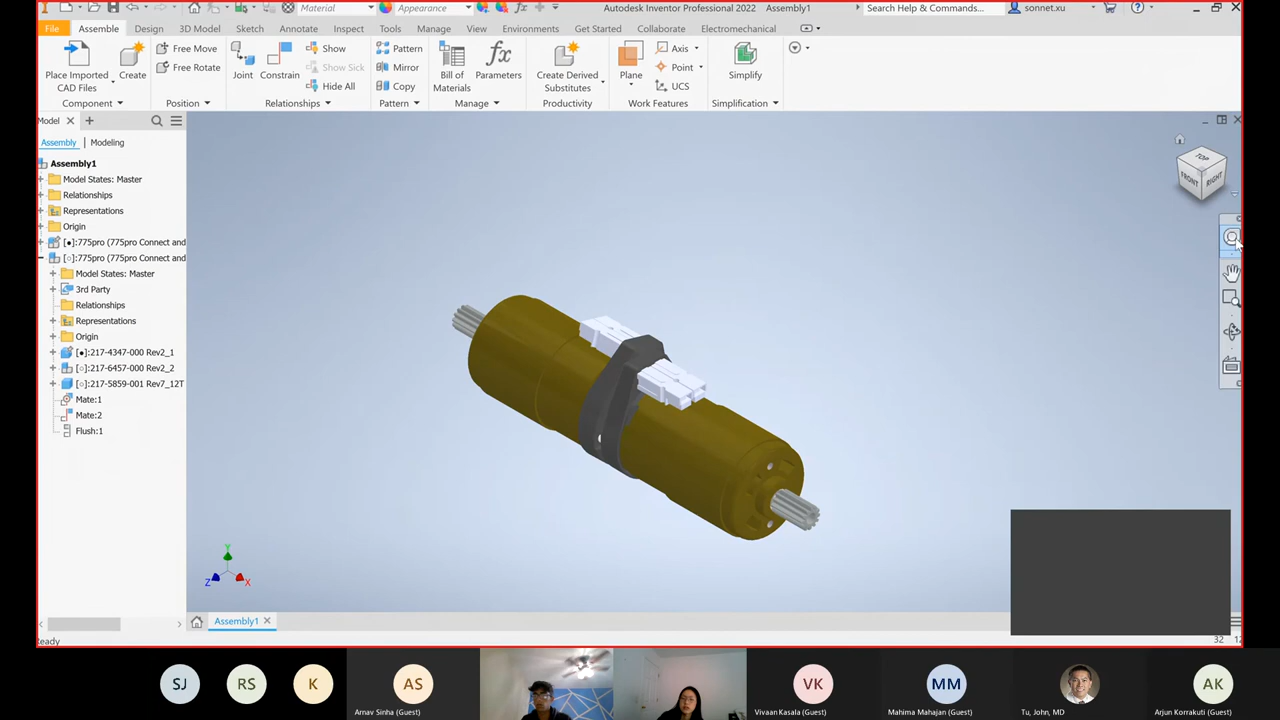 Material
Appearance
Autodesk Inventor Professional 2022 Assembly1
Search Help & Commands...
sonnet.xu
File Assemble Design 3D Model Sketch Annotate Inspect Tools Manage View Environments Get Started Collaborate Electromechanical
Place Imported CAD Files
Create
Free Move
Free Rotate
Joint
Constrain
Show
Show Sick
Hide All
Pattern
Mirror
Copy
Bill of Materials
Parameters
fx
Create Derived Substitutes
Plane
Axis
Point
UCS
Simplify
Component
Position
Relationships
Pattern
Manage
Productivity
Work Features
Simplification
Model
Assembly
Modeling
Assembly1
Model States: Master
Relationships
Representations
Origin
[●]:775pro (775pro Connect and
[○]:775pro (775pro Connect and
Model States: Master
3rd Party
Relationships
Representations
Origin
[●]:217-4347-000 Rev2_1
[○]:217-6457-000 Rev2_2
[○]:217-5859-001 Rev7_12T
Mate:1
Mate:2
Flush:1
TOP
FRONT
RIGHT
Y
Z
X
Assembly1
Ready
32
SJ
RS
K
AS
Arnav Sinha (Guest)
VK
Vivaan Kasala (Guest)
MM
Mahima Mahajan (Guest)
Tu, John, MD
AK
Arjun Korrakuti (Guest)